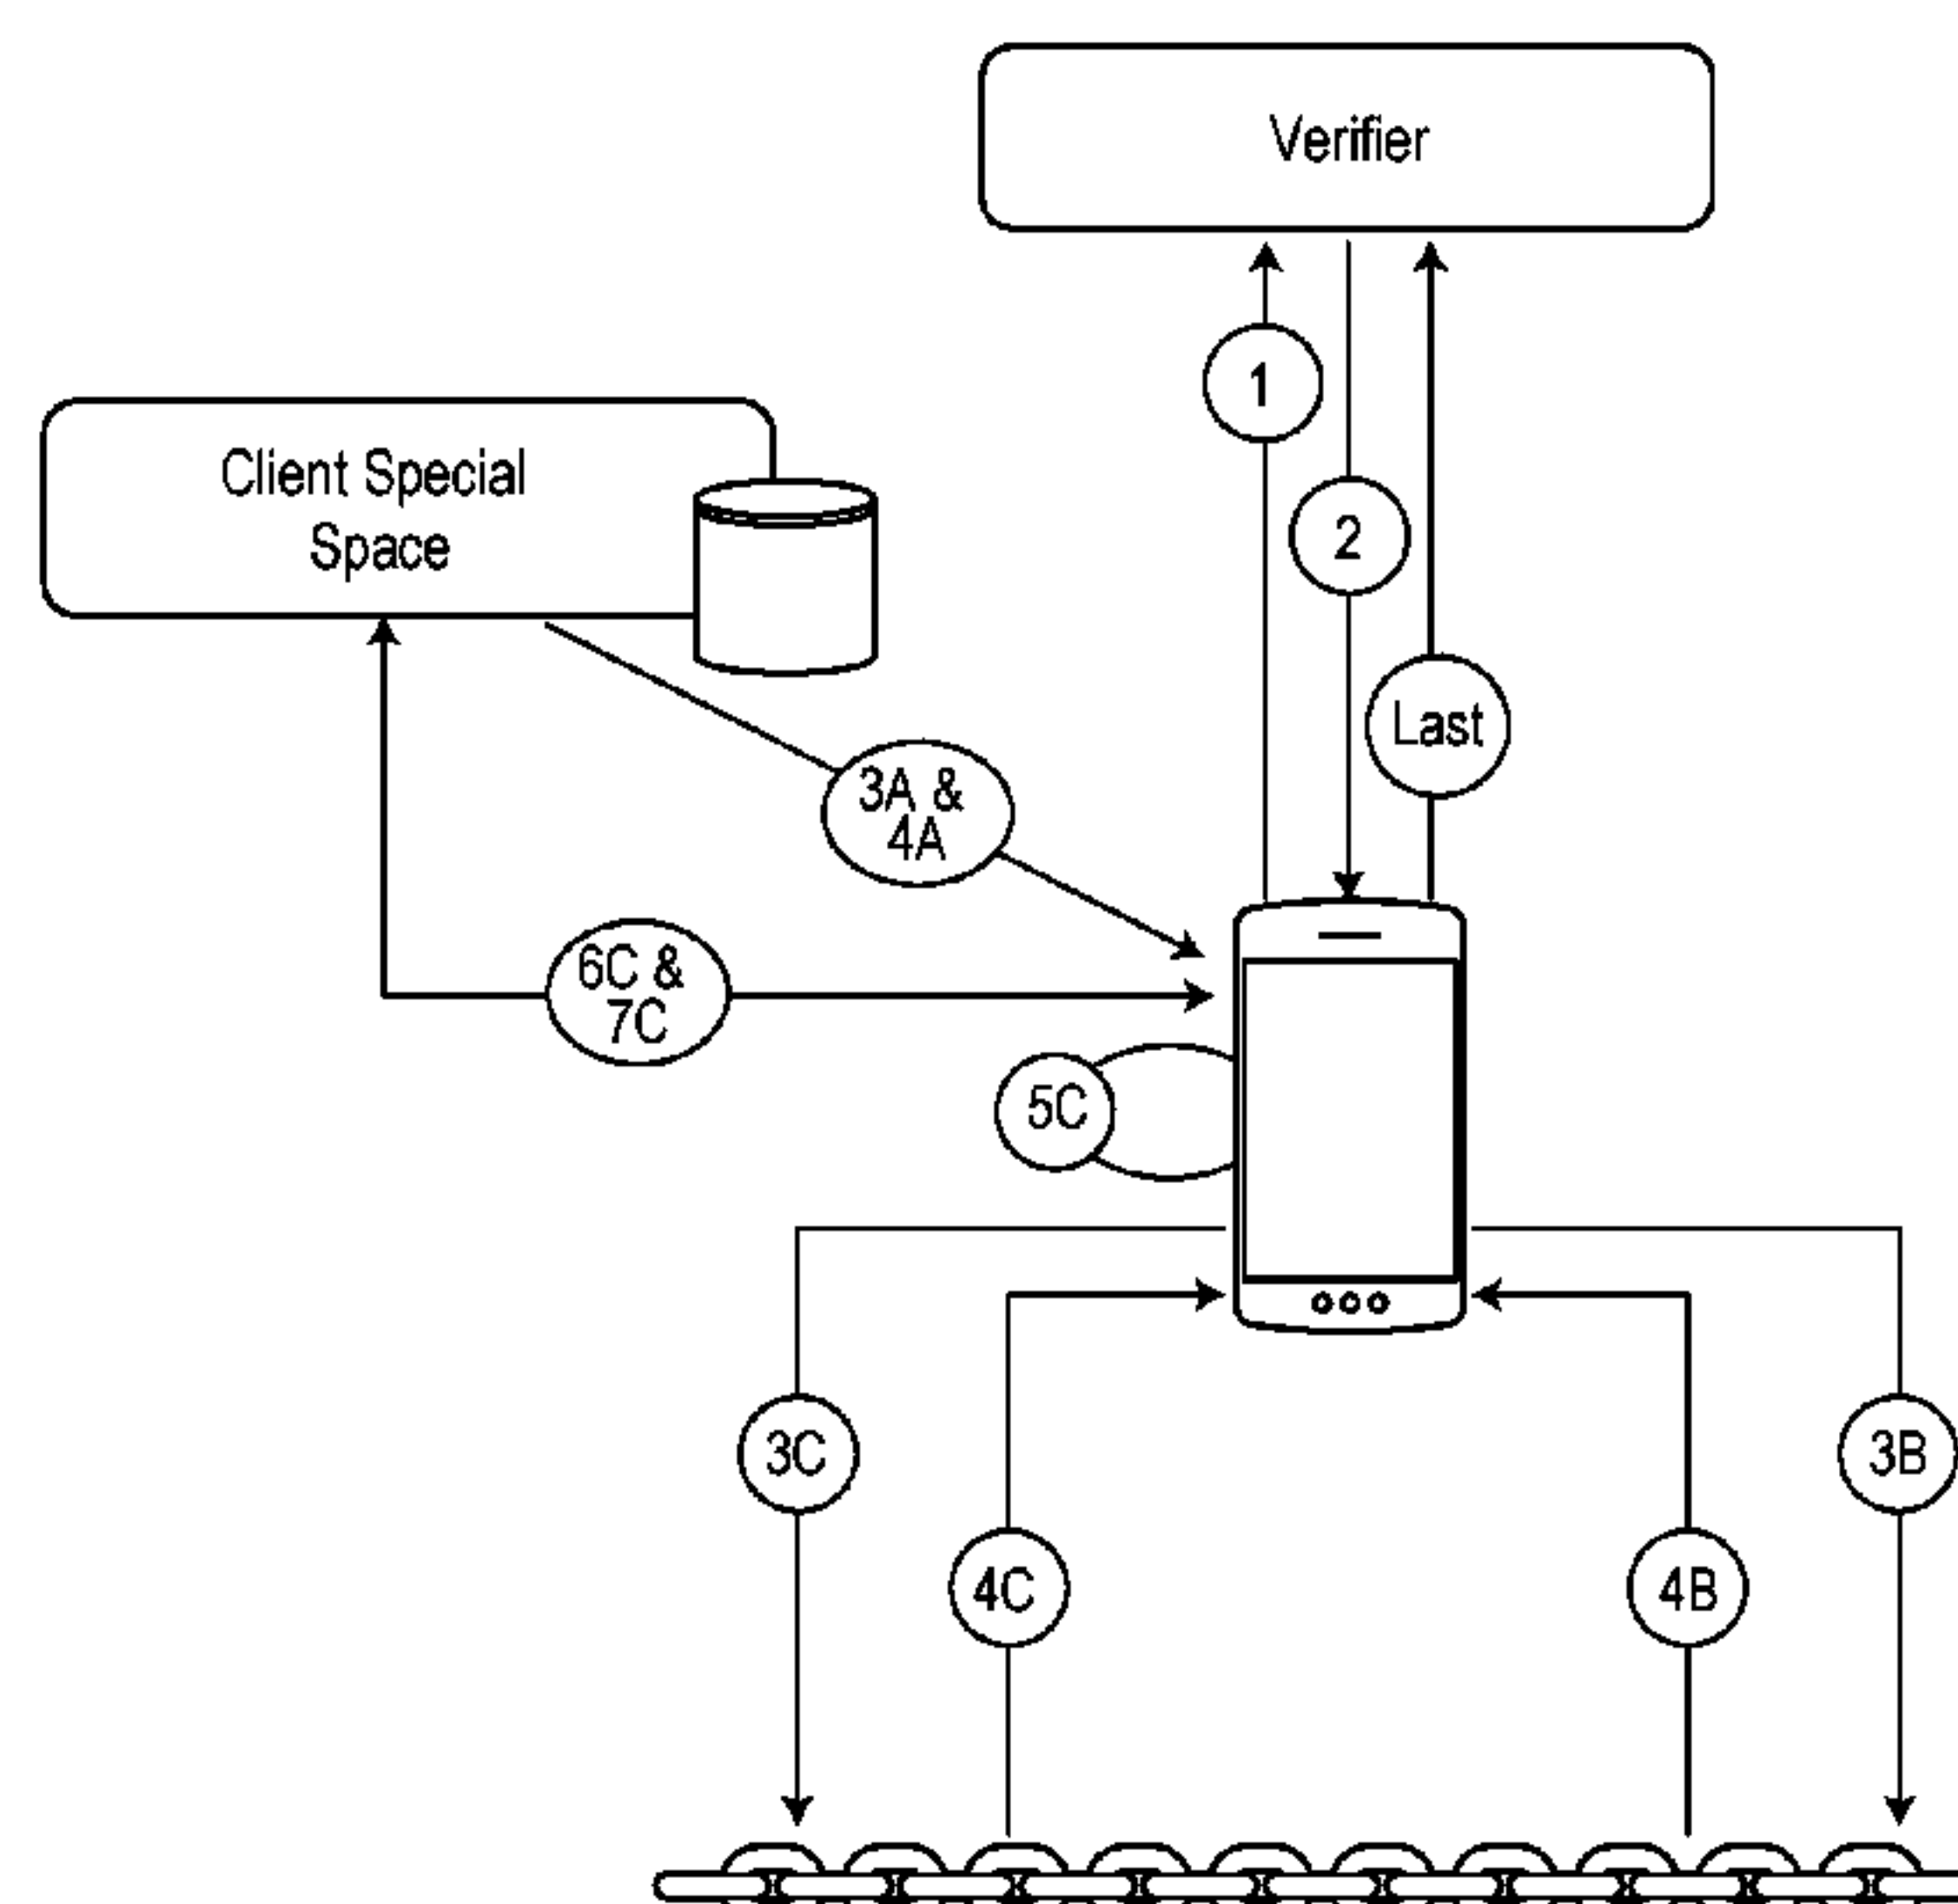 Verifier
1
Client Special
Space
2
Last
3A &
4A
6C &
7C
5C
3C
3B
4C
4B